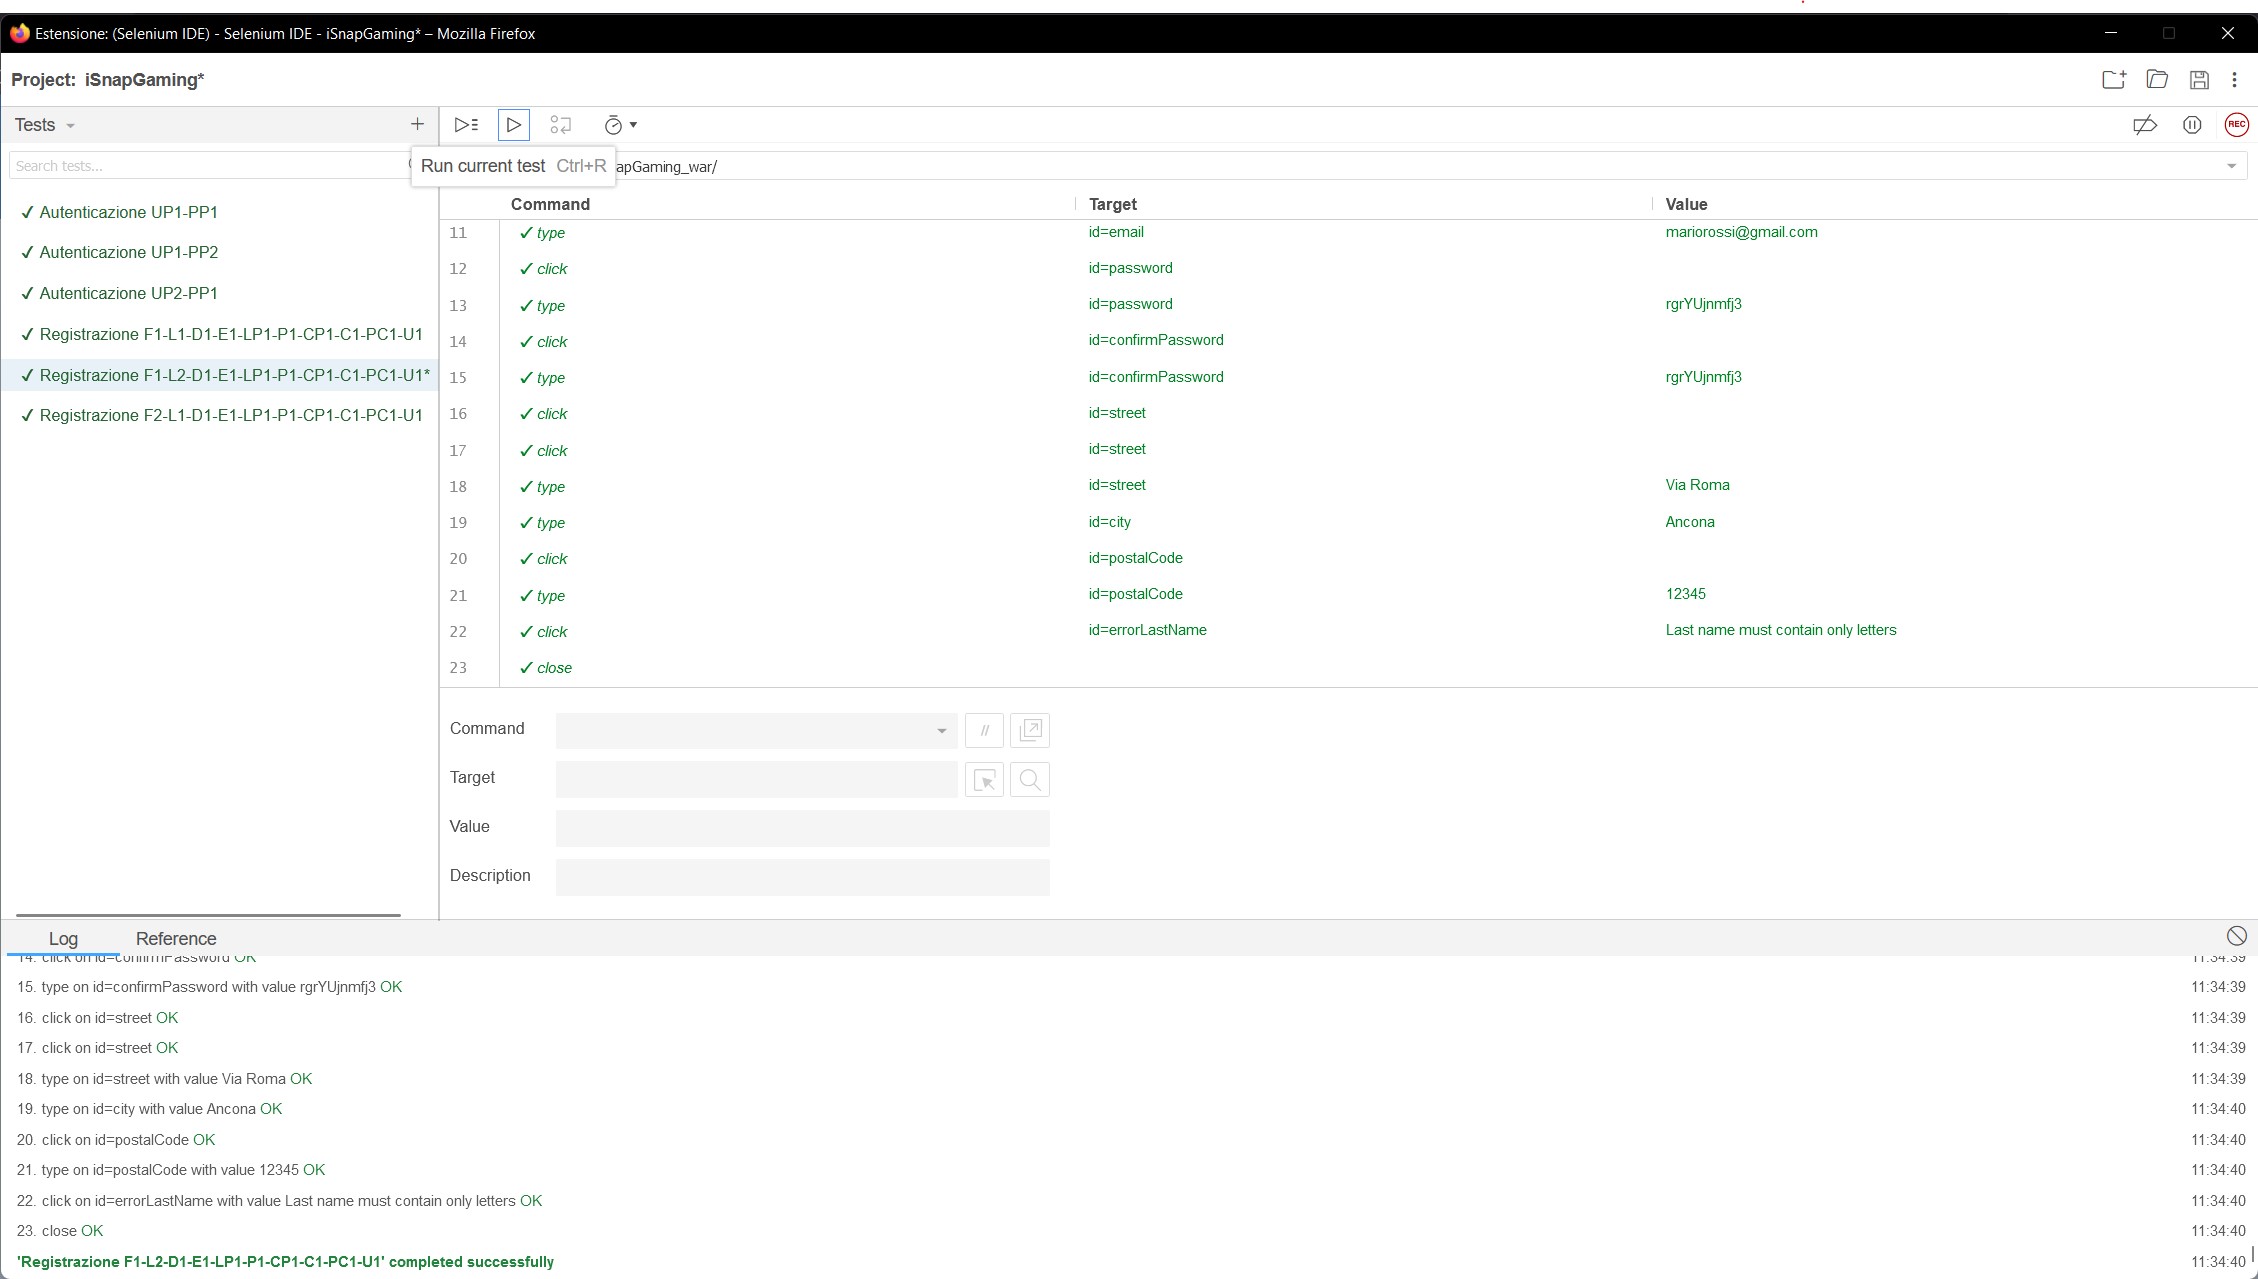 Estensione: (Selenium IDE) - Selenium IDE - iSnapGaming* – Mozilla Firefox
Project: iSnapGaming*
Tests
REC
Search tests...
Run current test Ctrl+R
apGaming_war/
Autenticazione UP1-PP1
Autenticazione UP1-PP2
Autenticazione UP2-PP1
Registrazione F1-L1-D1-E1-LP1-P1-CP1-C1-PC1-U1
Registrazione F1-L2-D1-E1-LP1-P1-CP1-C1-PC1-U1*
Registrazione F2-L1-D1-E1-LP1-P1-CP1-C1-PC1-U1
Command Target Value
11 ✓ type id=email mariorossi@gmail.com
12 ✓ click id=password
13 ✓ type id=password rgrYUjnmfj3
14 ✓ click id=confirmPassword
15 ✓ type id=confirmPassword rgrYUjnmfj3
16 ✓ click id=street
17 ✓ click id=street
18 ✓ type id=street Via Roma
19 ✓ type id=city Ancona
20 ✓ click id=postalCode
21 ✓ type id=postalCode 12345
22 ✓ click id=errorLastName Last name must contain only letters
23 ✓ close
Command //
Target
Value
Description
Log Reference
14. click on id=confirmPassword OK 11:34:39
15. type on id=confirmPassword with value rgrYUjnmfj3 OK 11:34:39
16. click on id=street OK 11:34:39
17. click on id=street OK 11:34:39
18. type on id=street with value Via Roma OK 11:34:39
19. type on id=city with value Ancona OK 11:34:40
20. click on id=postalCode OK 11:34:40
21. type on id=postalCode with value 12345 OK 11:34:40
22. click on id=errorLastName with value Last name must contain only letters OK 11:34:40
23. close OK 11:34:40
'Registrazione F1-L2-D1-E1-LP1-P1-CP1-C1-PC1-U1' completed successfully 11:34:40